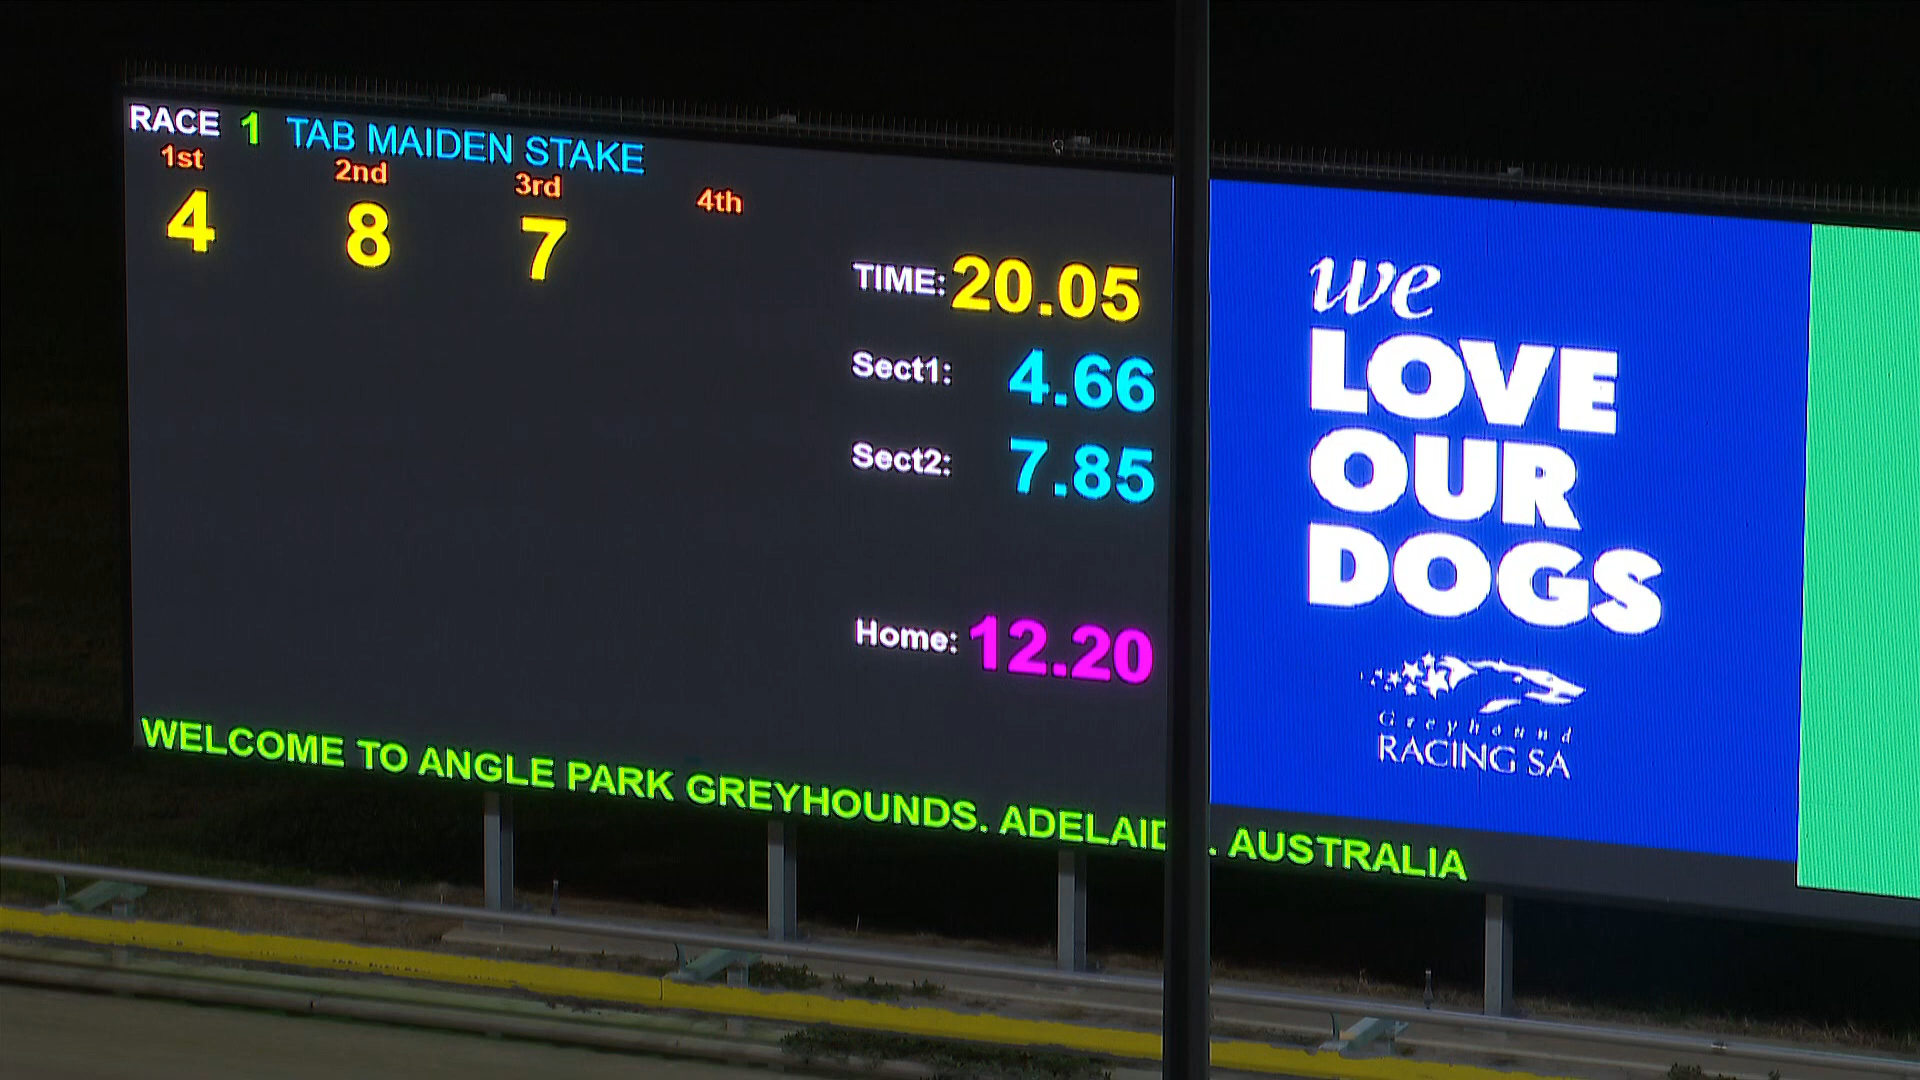 RACE 1 TAB MAIDEN STAKE
1st 2nd 3rd 4th
4 8 7
TIME: 20.05
Sect1: 4.66
Sect2: 7.85
Home: 12.20
WELCOME TO ANGLE PARK GREYHOUNDS. ADELAID . AUSTRALIA
we
LOVE
OUR
DOGS
Greyhound
RACING SA